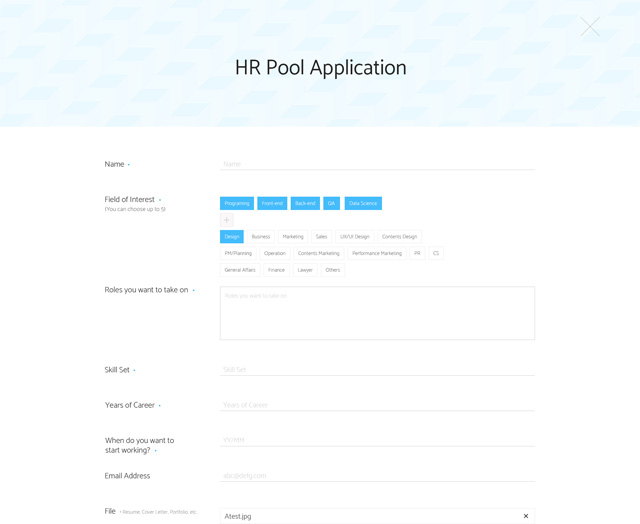 HR Pool Application
Name
Name
Field of Interest
(You can choose up to 5)
Programing Front-end Back-end QA Data Science
+
Design Business Marketing Sales UX/UI Design Contents Design
PM/Planning Operation Contents Marketing Performance Marketing PR CS
General Affairs Finance Lawyer Others
Roles you want to take on
Roles you want to take on
Skill Set
Skill Set
Years of Career
Years of Career
When do you want to
start working?
YY/MM
Email Address
abc@defg.com
File • Resume, Cover Letter, Portfolio, etc.
Atest.jpg